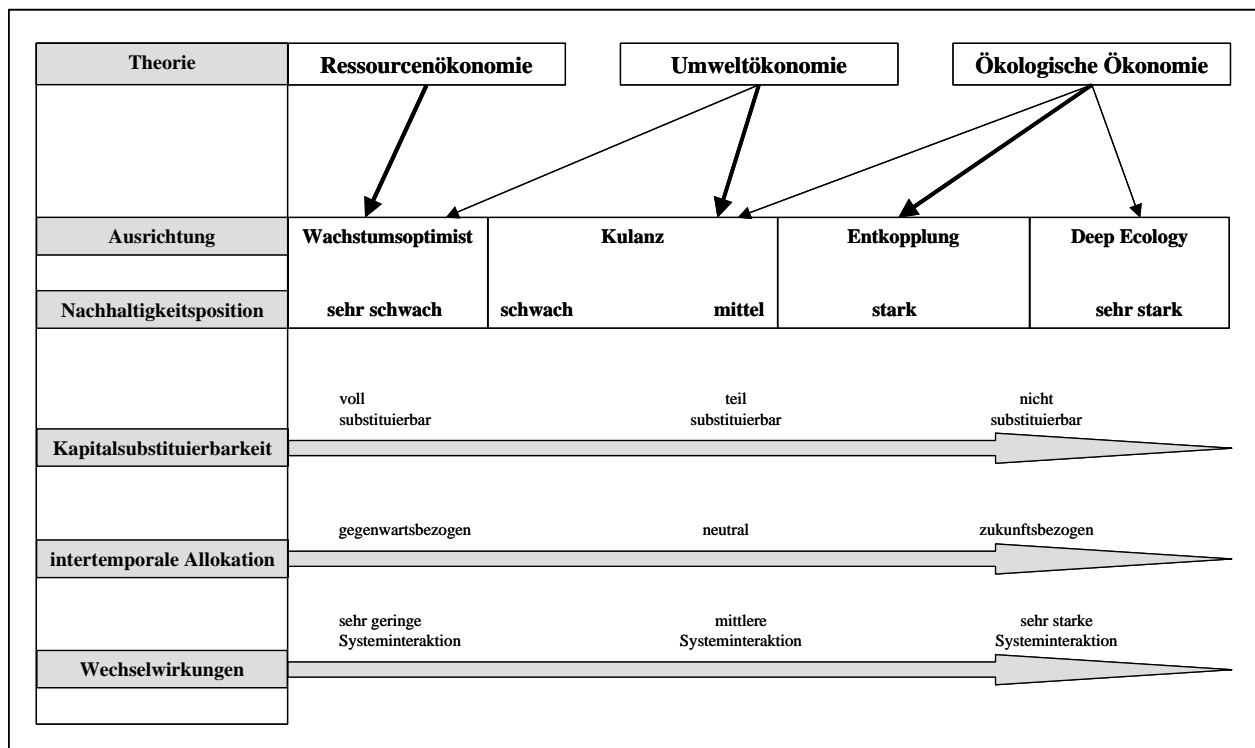 Theorie
Ressourcenökonomie
Umweltökonomie
Ökologische Ökonomie
Ausrichtung
Wachstumsoptimist
Kulanz
Entkopplung
Deep Ecology
Nachhaltigkeitsposition
sehr schwach
schwach
mittel
stark
sehr stark
voll
substituierbar
teil
substituierbar
nicht
substituierbar
Kapitalsubstituierbarkeit
gegenwartsbezogen
neutral
zukunftsbezogen
intertemporale Allokation
sehr geringe
Systeminteraktion
mittlere
Systeminteraktion
sehr starke
Systeminteraktion
Wechselwirkungen